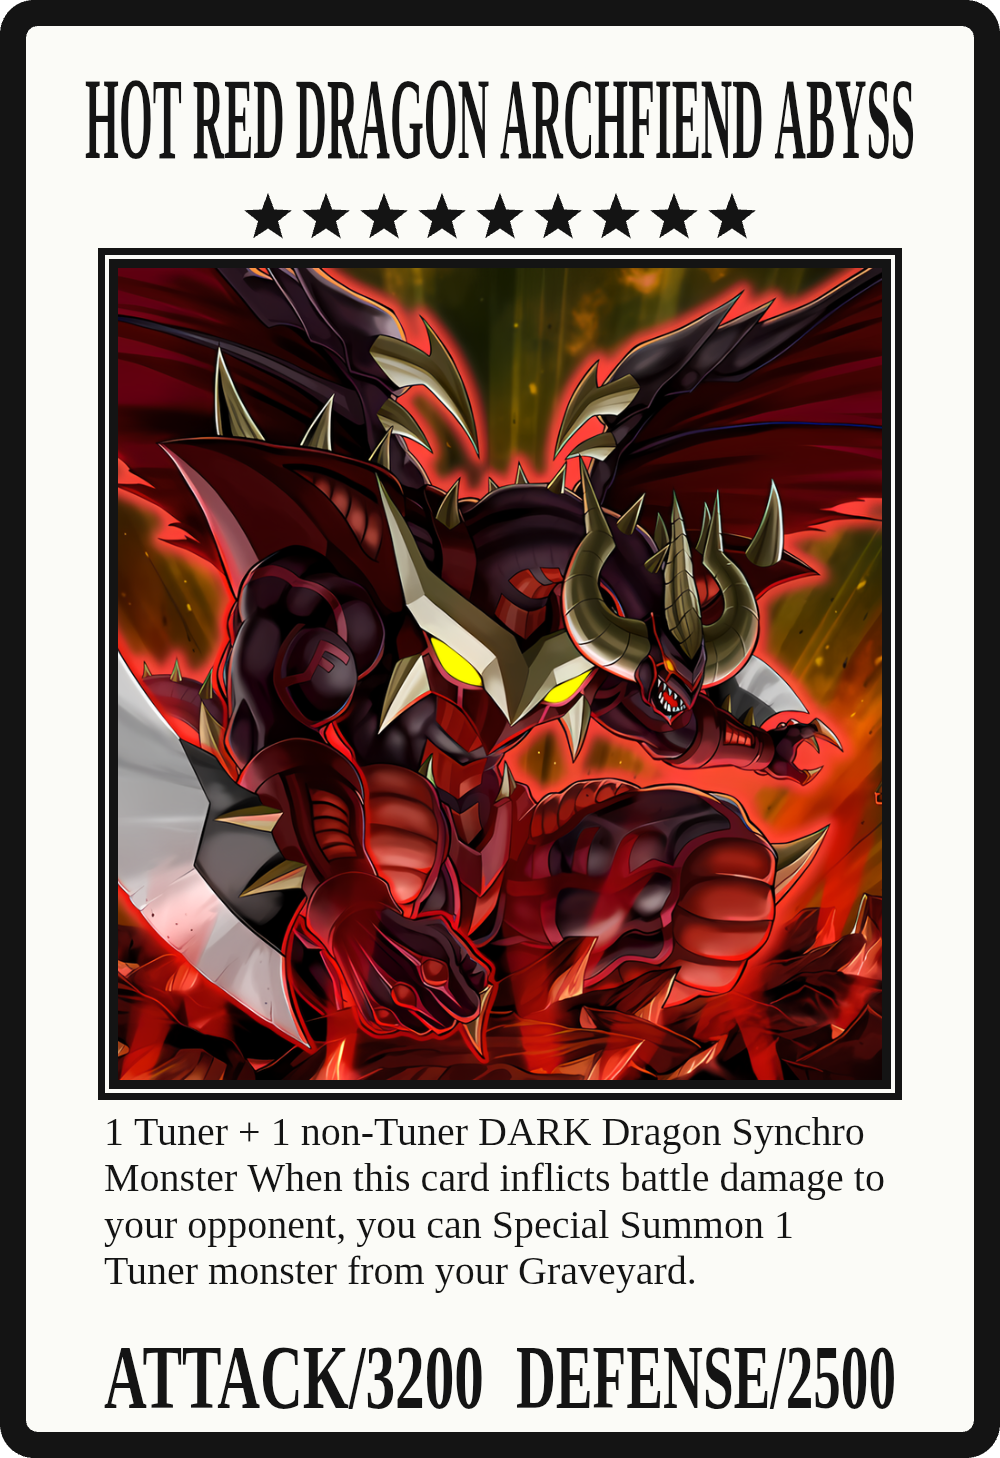 HOT RED DRAGON ARCHFIEND ABYSS
1 Tuner + 1 non-Tuner DARK Dragon Synchro
Monster When this card inflicts battle damage to
your opponent, you can Special Summon 1
Tuner monster from your Graveyard.
ATTACK/3200 DEFENSE/2500